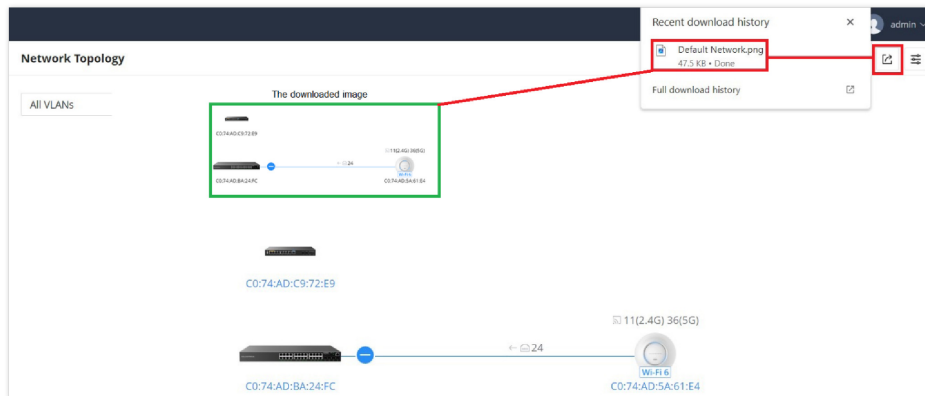 Recent download history
admin
Default Network.png
47.5 KB • Done
Full download history
Network Topology
All VLANs
The downloaded image
C0:74:AD:C9:72:E9
11(2.4G) 36(5G)
24
Wi-Fi 6
C0:74:AD:BA:24:FC
C0:74:AD:5A:61:E4
C0:74:AD:C9:72:E9
11(2.4G) 36(5G)
← 24
Wi-Fi 6
C0:74:AD:BA:24:FC
C0:74:AD:5A:61:E4